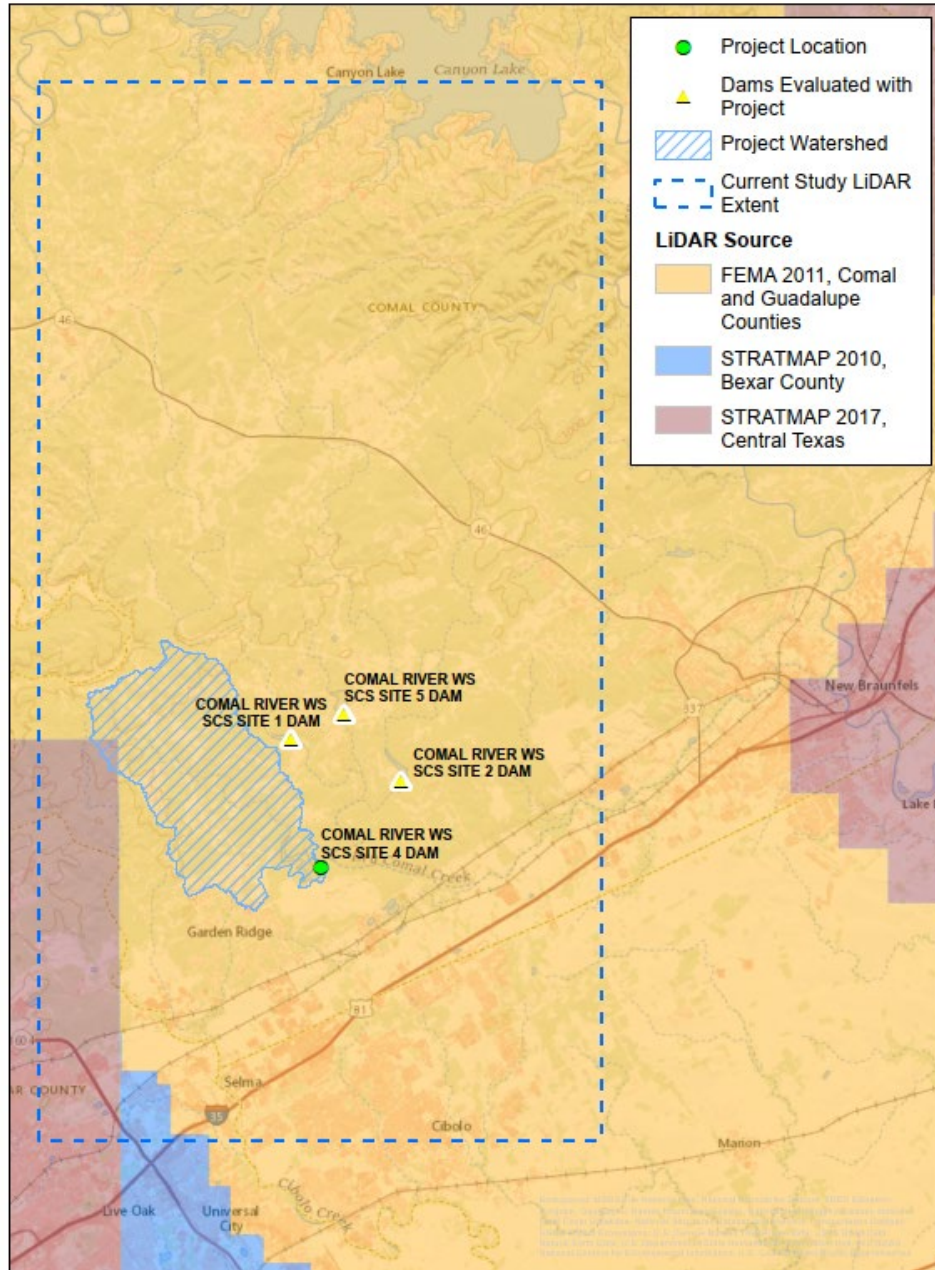 Project Location
Dams Evaluated with
Project
Project Watershed
Current Study LiDAR
Extent
LiDAR Source
FEMA 2011, Comal
and Guadalupe
Counties
STRATMAP 2010,
Bexar County
STRATMAP 2017,
Central Texas
Canyon Lake
Canyon Lake
COMAL COUNTY
46
46
COMAL RIVER WS
SCS SITE 5 DAM
COMAL RIVER WS
SCS SITE 1 DAM
COMAL RIVER WS
SCS SITE 2 DAM
COMAL RIVER WS
SCS SITE 4 DAM
Comal Creek
New Braunfels
337
Lake
Garden Ridge
81
Selma
35
Cibolo
Marion
AR COUNTY
Live Oak
Universal
City
Cibolo Creek